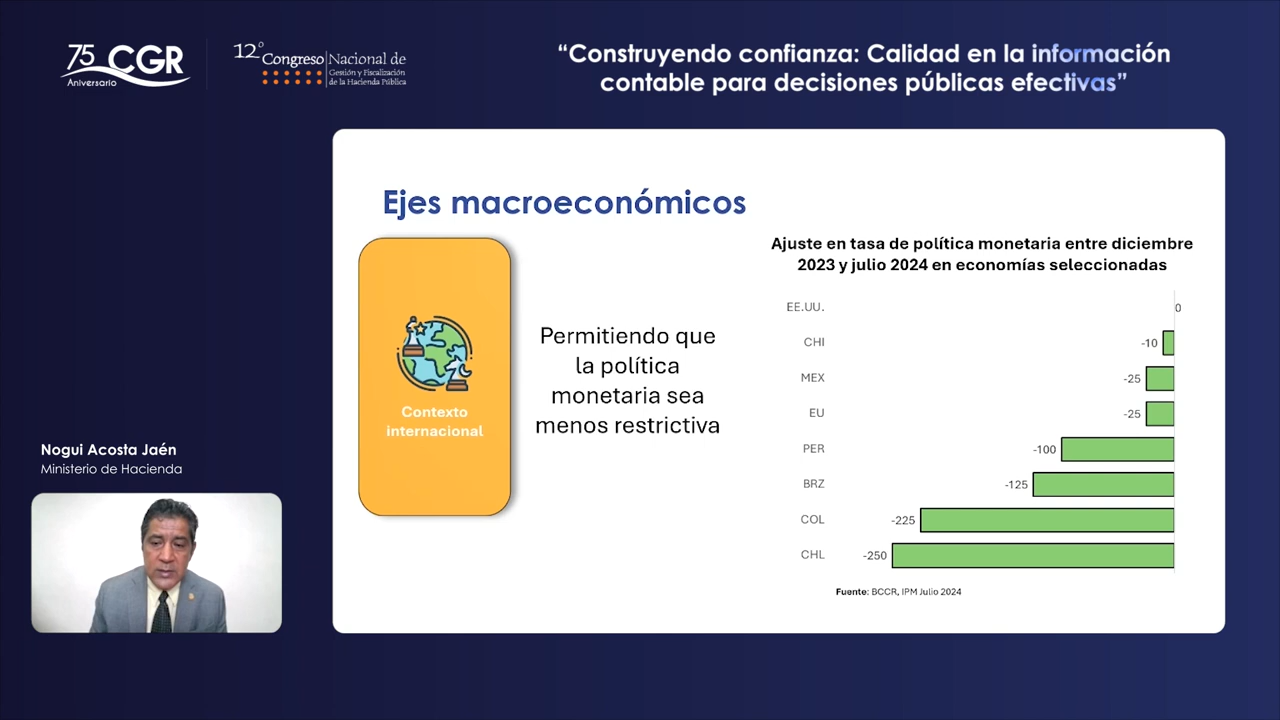 75 CGR
Aniversario
12° Congreso Nacional de
Gestión y Fiscalización
de la Hacienda Pública
“Construyendo confianza: Calidad en la información
contable para decisiones públicas efectivas”
Ejes macroeconómicos
Contexto
internacional
Permitiendo que
la política
monetaria sea
menos restrictiva
Ajuste en tasa de política monetaria entre diciembre
2023 y julio 2024 en economías seleccionadas
EE.UU. 0
CHI -10
MEX -25
EU -25
PER -100
BRZ -125
COL -225
CHL -250
Fuente: BCCR, IPM Julio 2024
Nogui Acosta Jaén
Ministerio de Hacienda